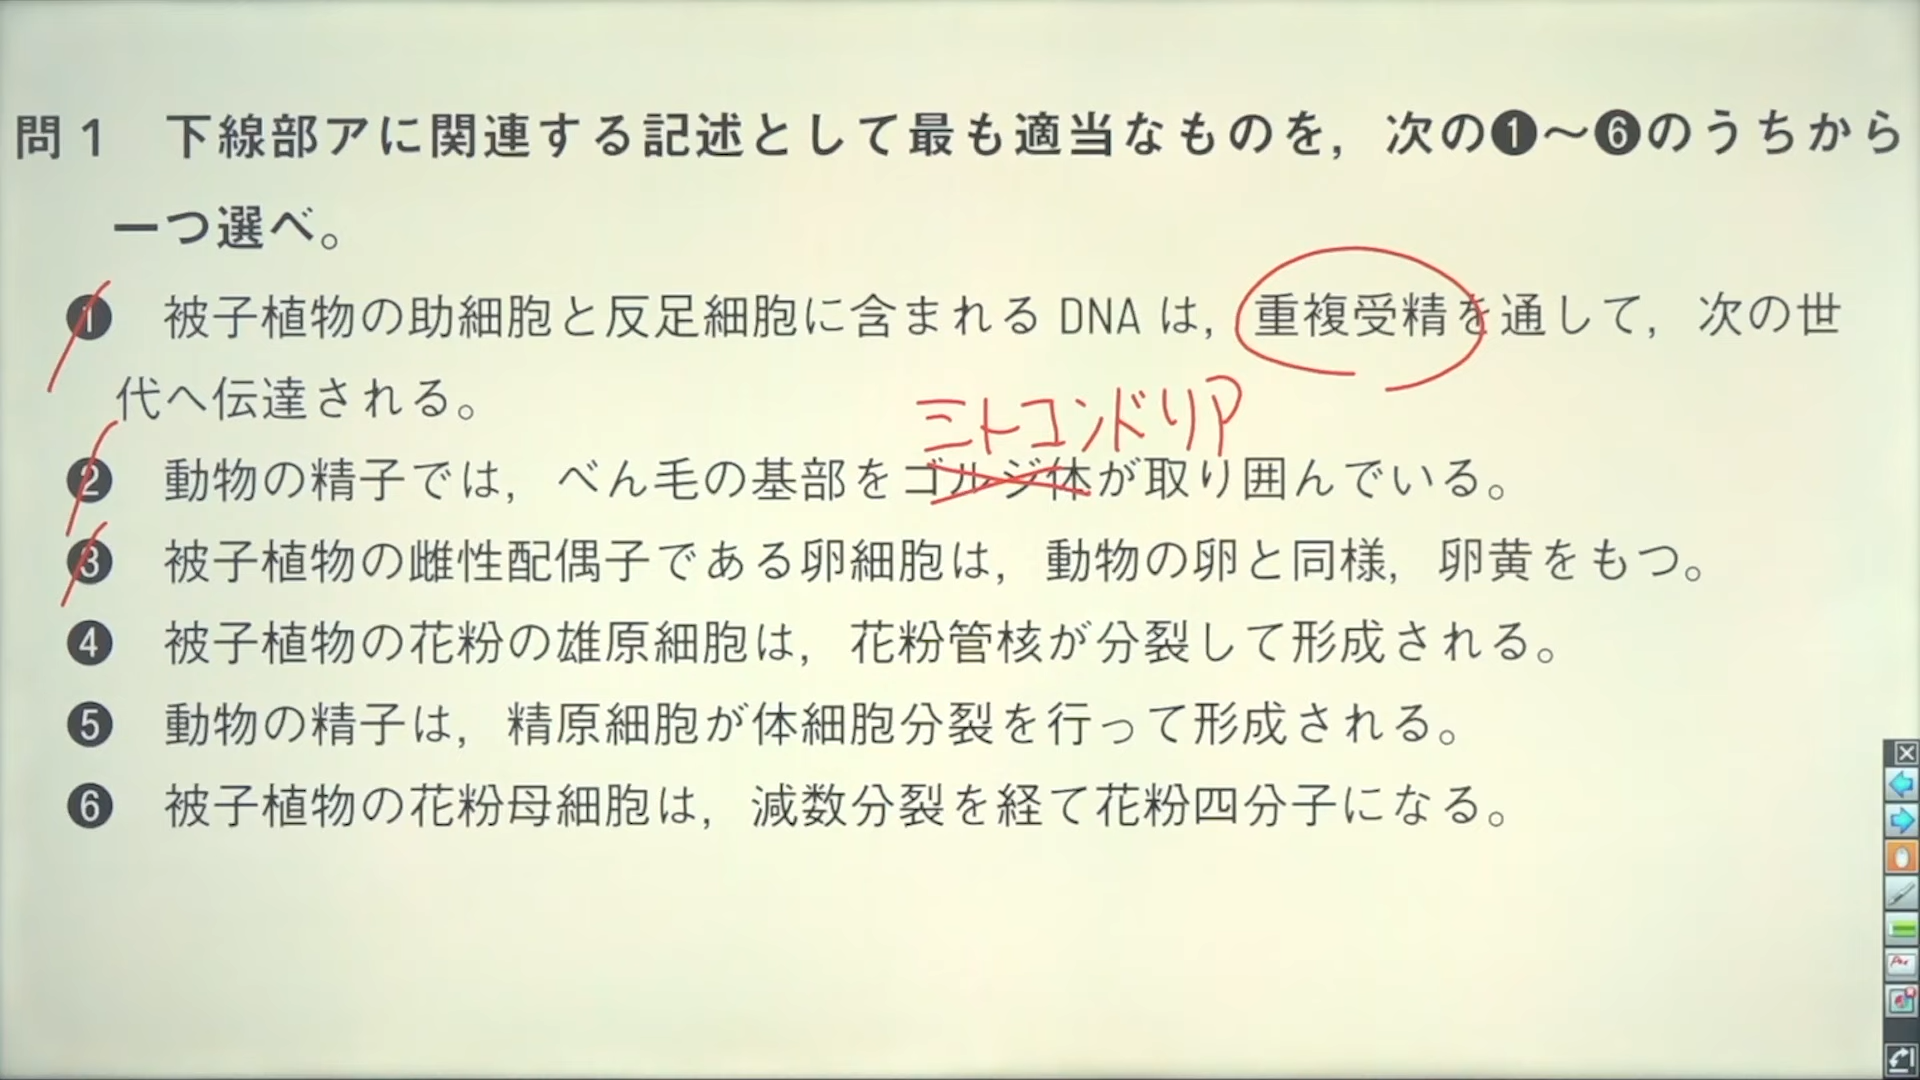 問1 下線部アに関連する記述として最も適当なものを，次の❶～❻のうちから
一つ選べ。
❶ 被子植物の助細胞と反足細胞に含まれる DNA は，重複受精を通して，次の世
代へ伝達される。
ミトコンドリア
❷ 動物の精子では，べん毛の基部をゴルジ体が取り囲んでいる。
❸ 被子植物の雌性配偶子である卵細胞は，動物の卵と同様，卵黄をもつ。
❹ 被子植物の花粉の雄原細胞は，花粉管核が分裂して形成される。
❺ 動物の精子は，精原細胞が体細胞分裂を行って形成される。
❻ 被子植物の花粉母細胞は，減数分裂を経て花粉四分子になる。